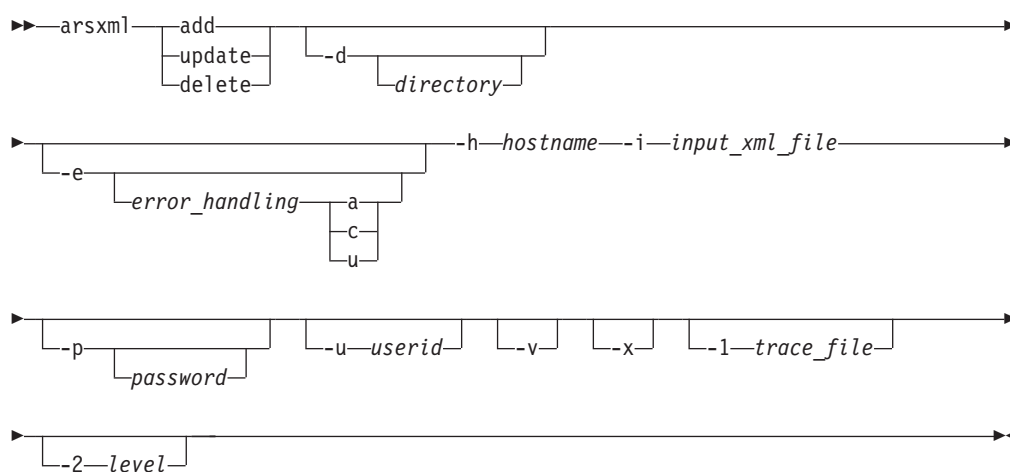 arsxml add -d
update directory
delete
-e -h hostname -i input_xml_file
error_handling a
c
u
-p -u userid -v -x -1 trace_file
password
-2 level